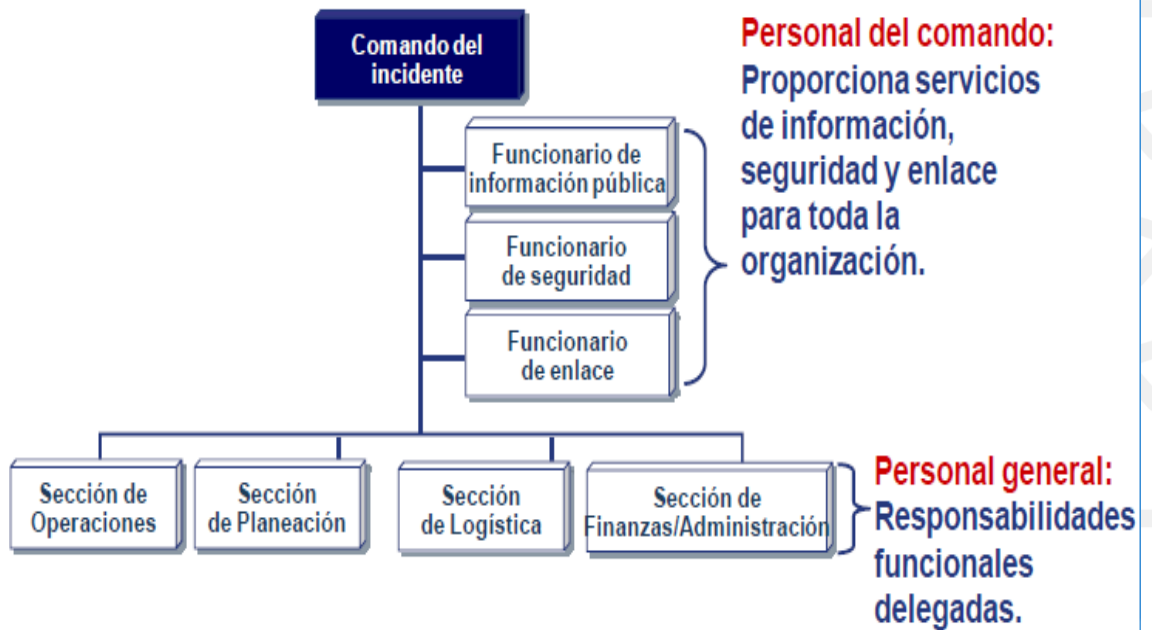 Comando del
incidente
Personal del comando:
Proporciona servicios
de información,
seguridad y enlace
para toda la
organización.
Funcionario de
información pública
Funcionario
de seguridad
Funcionario
de enlace
Sección de
Operaciones
Sección
de Planeación
Sección
de Logística
Sección de
Finanzas/Administración
Personal general:
Responsabilidades
funcionales
delegadas.